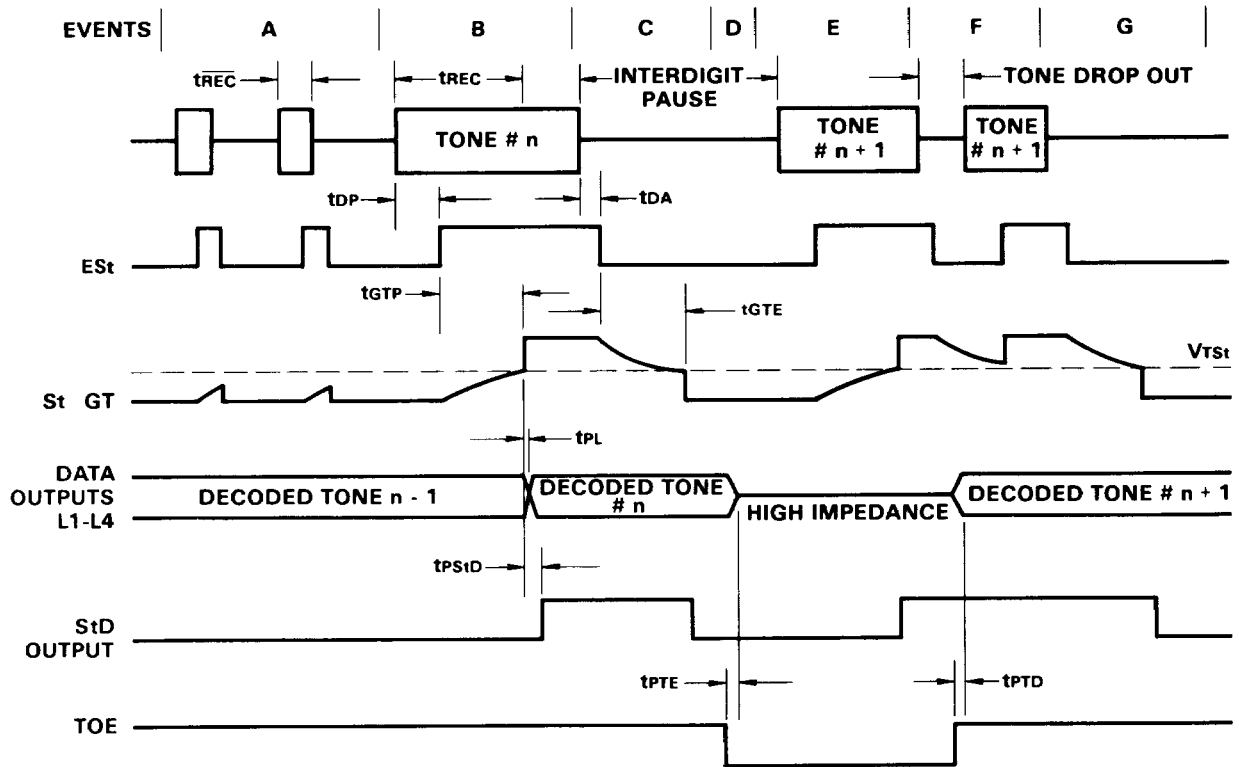 EVENTS A B C D E F G
tREC tREC INTERDIGIT PAUSE TONE DROP OUT
TONE # n
TONE # n + 1
TONE # n + 1
tDP tDA
ESt
tGTP tGTE
VTSt
St GT
tPL
DATA OUTPUTS L1-L4
DECODED TONE n - 1
DECODED TONE # n
HIGH IMPEDANCE
DECODED TONE # n + 1
tPStD
StD OUTPUT
tPTE tPTD
TOE